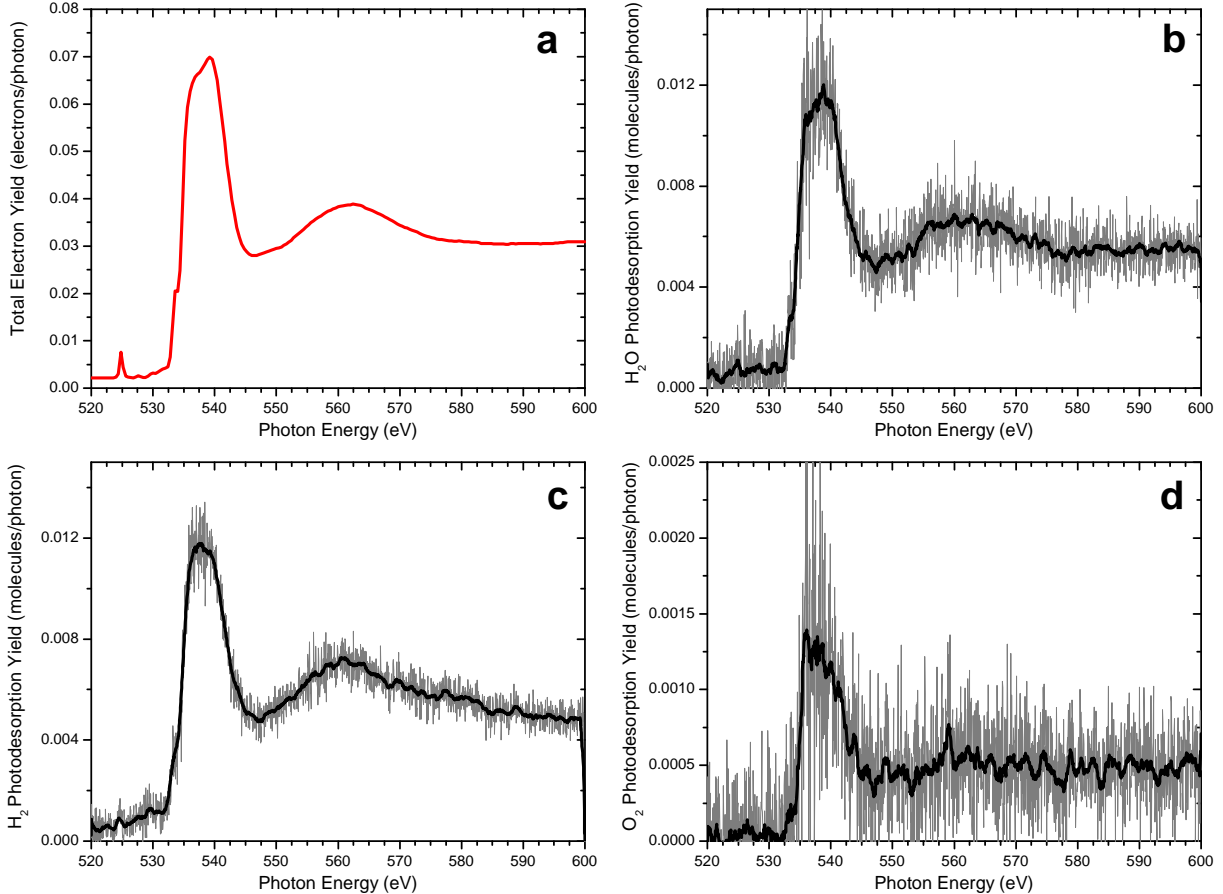 a
Total Electron Yield (electrons/photon)
0.08
0.07
0.06
0.05
0.04
0.03
0.02
0.01
0.00
520 530 540 550 560 570 580 590 600
Photon Energy (eV)
b
H2O Photodesorption Yield (molecules/photon)
0.012
0.008
0.004
0.000
520 530 540 550 560 570 580 590 600
Photon Energy (eV)
c
H2 Photodesorption Yield (molecules/photon)
0.012
0.008
0.004
0.000
520 530 540 550 560 570 580 590 600
Photon Energy (eV)
d
O2 Photodesorption Yield (molecules/photon)
0.0025
0.0020
0.0015
0.0010
0.0005
0.0000
520 530 540 550 560 570 580 590 600
Photon Energy (eV)